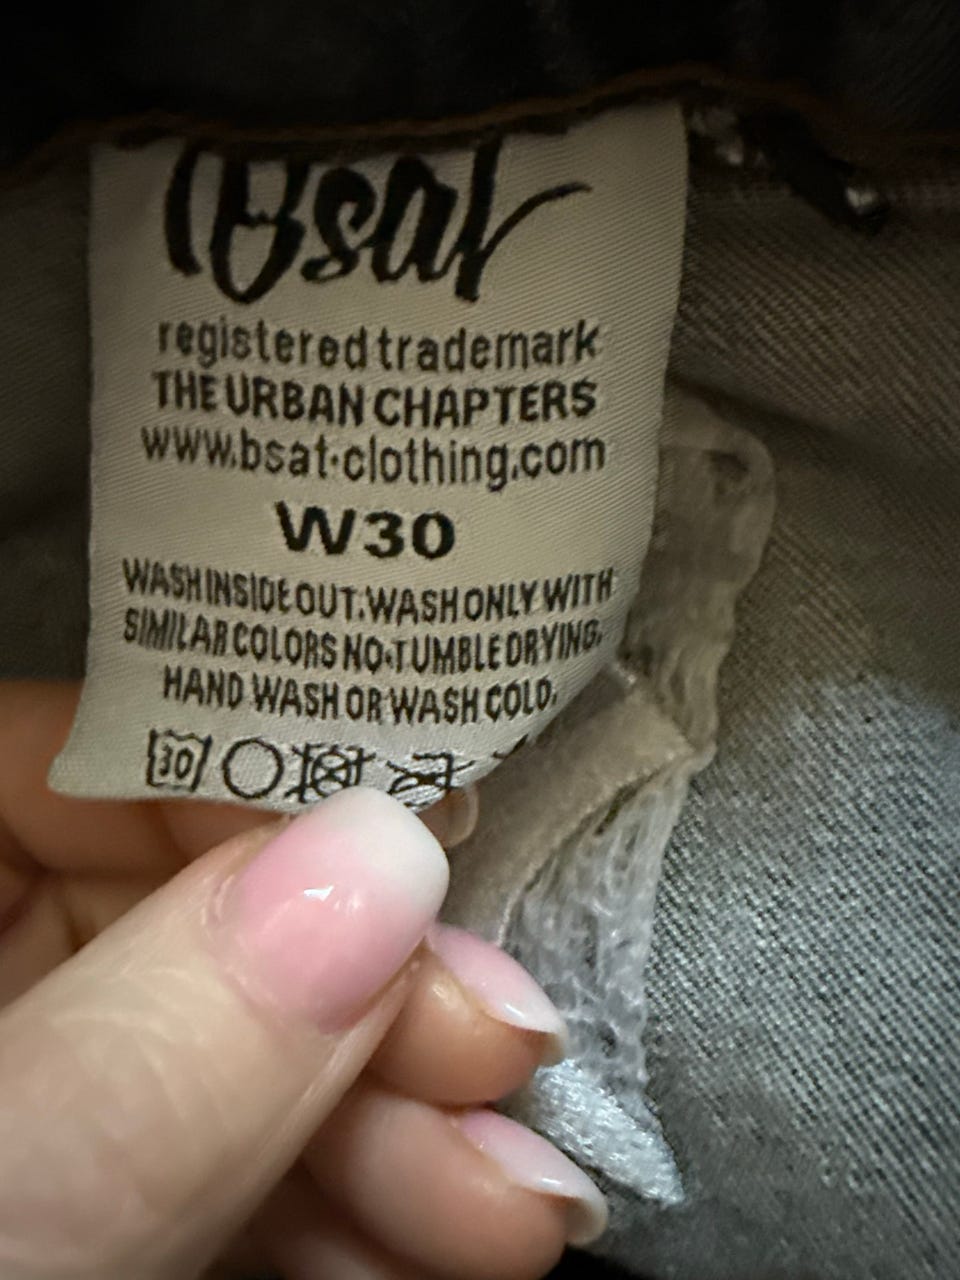 Bsat
registered trademark
THE URBAN CHAPTERS
www.bsat-clothing.com
W30
WASH INSIDE OUT. WASH ONLY WITH
SIMILAR COLORS NO-TUMBLE DRYING.
HAND WASH OR WASH COLD.
30